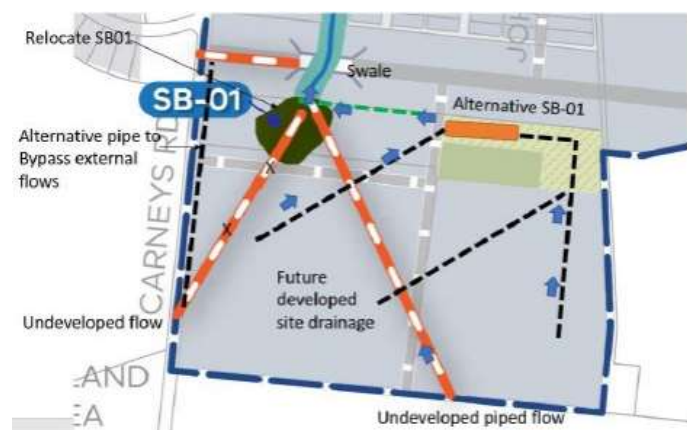 Relocate SB01
JOH
Swale
SB-01
Alternative SB-01
Alternative pipe to
Bypass external
flows
CARNEYS RD
X
X
Future
developed
site drainage
Undeveloped flow
LAND
EA
Undeveloped piped flow